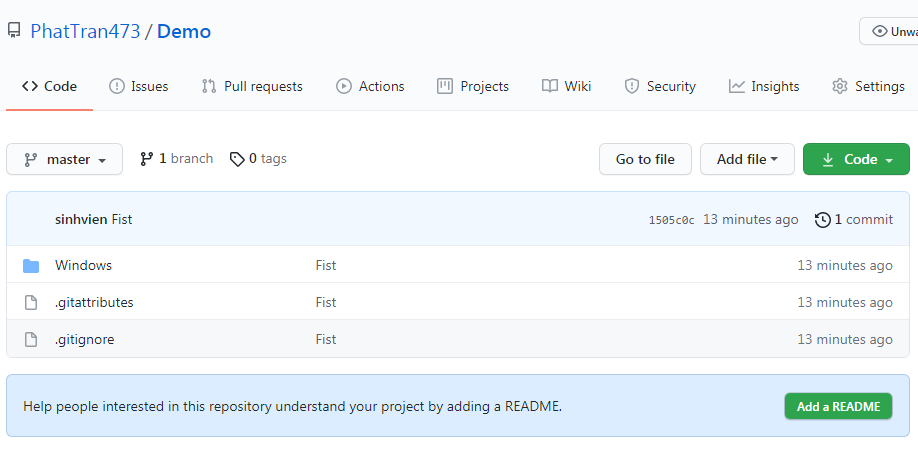 PhatTran473 / Demo
Code Issues Pull requests Actions Projects Wiki Security Insights Settings
master 1 branch 0 tags Go to file Add file Code
sinhvien Fist 1505c0c 13 minutes ago 1 commit
Windows Fist 13 minutes ago
.gitattributes Fist 13 minutes ago
.gitignore Fist 13 minutes ago
Help people interested in this repository understand your project by adding a README. Add a README